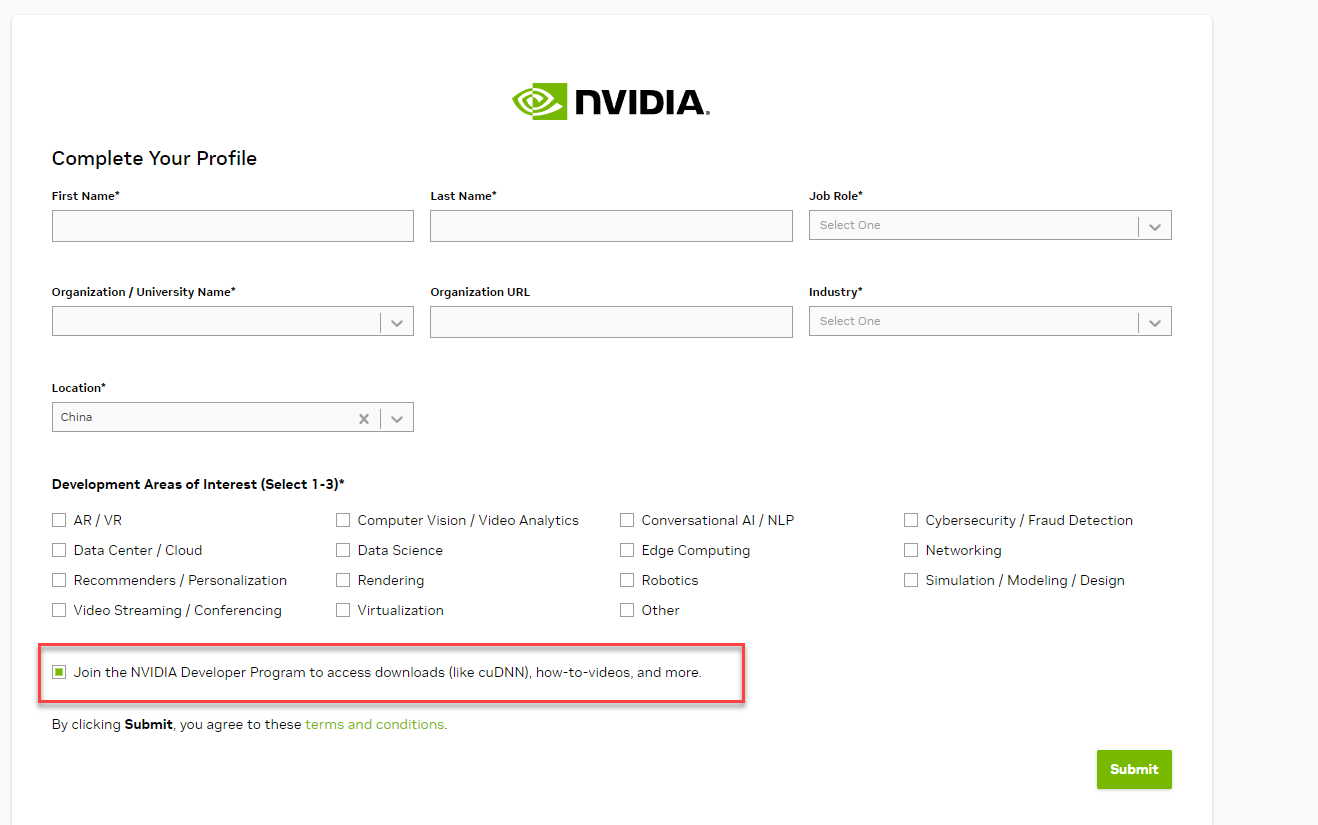 NVIDIA.
Complete Your Profile
First Name* Last Name* Job Role*
Select One
Organization / University Name* Organization URL Industry*
Select One
Location*
China
Development Areas of Interest (Select 1-3)*
AR / VR Computer Vision / Video Analytics Conversational AI / NLP Cybersecurity / Fraud Detection
Data Center / Cloud Data Science Edge Computing Networking
Recommenders / Personalization Rendering Robotics Simulation / Modeling / Design
Video Streaming / Conferencing Virtualization Other
Join the NVIDIA Developer Program to access downloads (like cuDNN), how-to-videos, and more.
By clicking Submit, you agree to these terms and conditions.
Submit